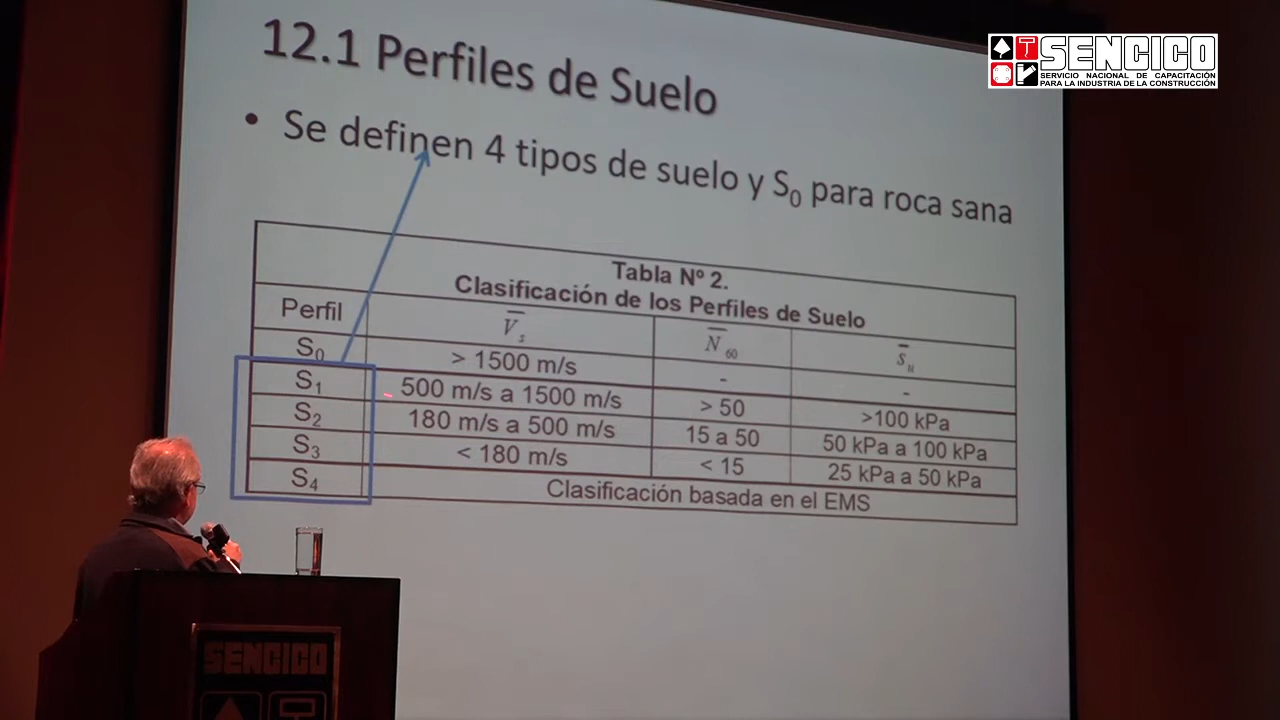 12.1 Perfiles de Suelo
• Se definen 4 tipos de suelo y S₀ para roca sana
Tabla Nº 2.
Clasificación de los Perfiles de Suelo
Perfil V̅s N̅60 s̅u
S₀ > 1500 m/s - -
S₁ 500 m/s a 1500 m/s > 50 >100 kPa
S₂ 180 m/s a 500 m/s 15 a 50 50 kPa a 100 kPa
S₃ < 180 m/s < 15 25 kPa a 50 kPa
S₄ Clasificación basada en el EMS
SENCICO
SERVICIO NACIONAL DE CAPACITACIÓN
PARA LA INDUSTRIA DE LA CONSTRUCCIÓN
SENCICO